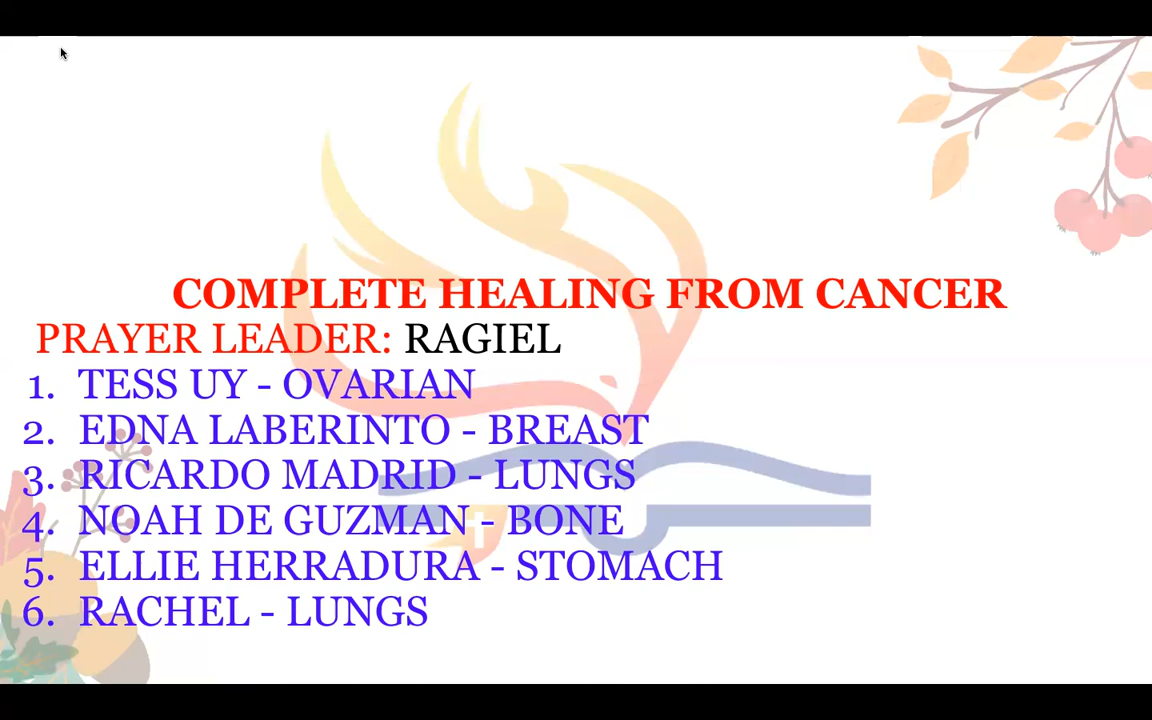 COMPLETE HEALING FROM CANCER
PRAYER LEADER: RAGIEL
1. TESS UY - OVARIAN
2. EDNA LABERINTO - BREAST
3. RICARDO MADRID - LUNGS
4. NOAH DE GUZMAN - BONE
5. ELLIE HERRADURA - STOMACH
6. RACHEL - LUNGS